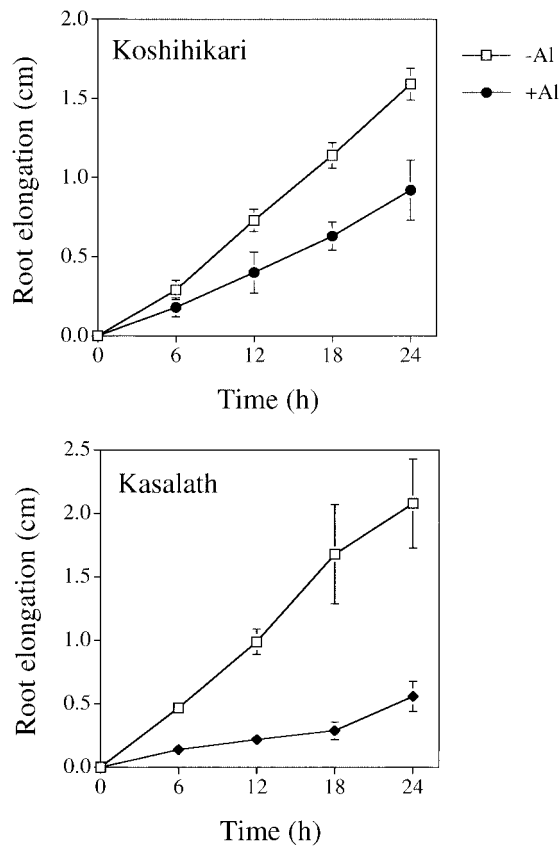 Koshihikari
-Al
+Al
Root elongation (cm)
2.0
1.5
1.0
0.5
0.0
0 6 12 18 24
Time (h)
Kasalath
Root elongation (cm)
2.5
2.0
1.5
1.0
0.5
0.0
0 6 12 18 24
Time (h)